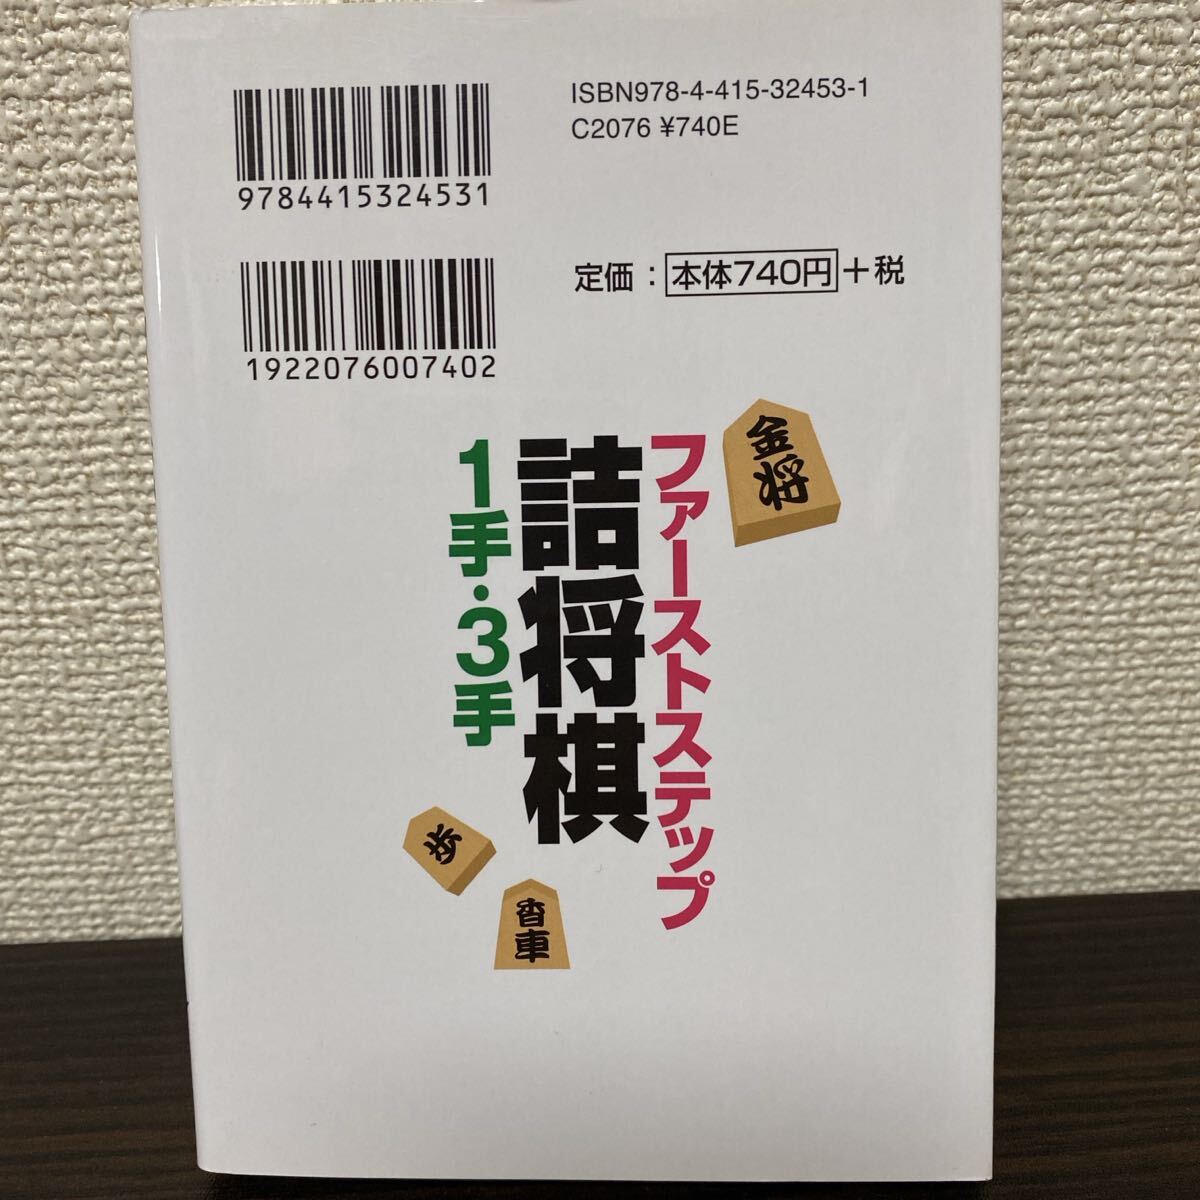 ISBN978-4-415-32453-1
C2076 ¥740E
9784415324531
定価：本体740円＋税
1922076007402
ファーストステップ
詰将棋
1手・3手
金将
歩
香車